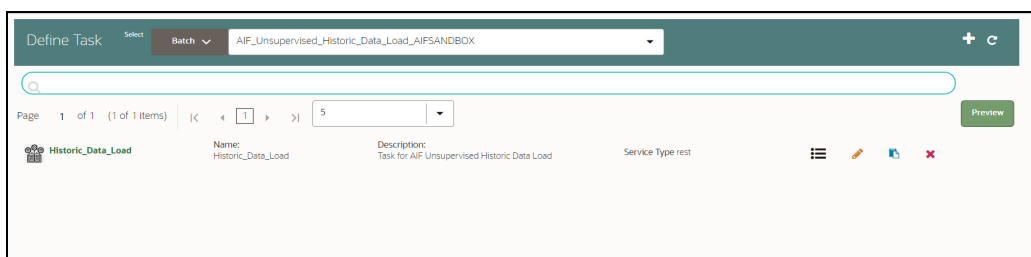 Define Task Select Batch AIF_Unsupervised_Historic_Data_Load_AIFSANDBOX
Page 1 of 1 (1 of 1 items) 1 5 Preview
Historic_Data_Load Name: Description: Service Type rest
Historic_Data_Load Task for AIF Unsupervised Historic Data Load